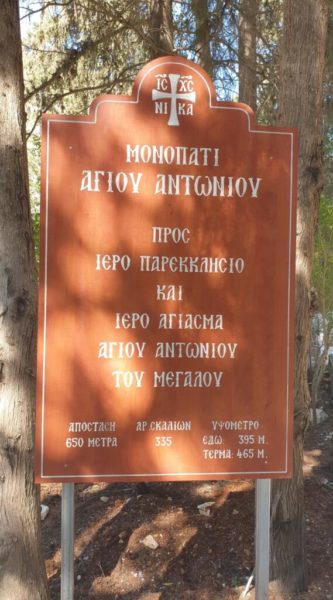 ΙC XC
ΝΙ ΚΑ
ΜΟΝΟΠΑΤΙ
ΑΓΙΟΥ ΑΝΤΩΝΙΟΥ
ΠΡΟΣ
ΙΕΡΟ ΠΑΡΕΚΚΛΗΣΙΟ
ΚΑΙ
ΙΕΡΟ ΑΓΙΑΣΜΑ
ΑΓΙΟΥ ΑΝΤΩΝΙΟΥ
ΤΟΥ ΜΕΓΑΛΟΥ
ΑΠΟΣΤΑΣΗ ΑΡ.ΣΚΑΛΙΩΝ ΥΨΟΜΕΤΡΟ
650 ΜΕΤΡΑ 335 ΕΔΩ: 395 Μ.
ΤΕΡΜΑ: 465 Μ.